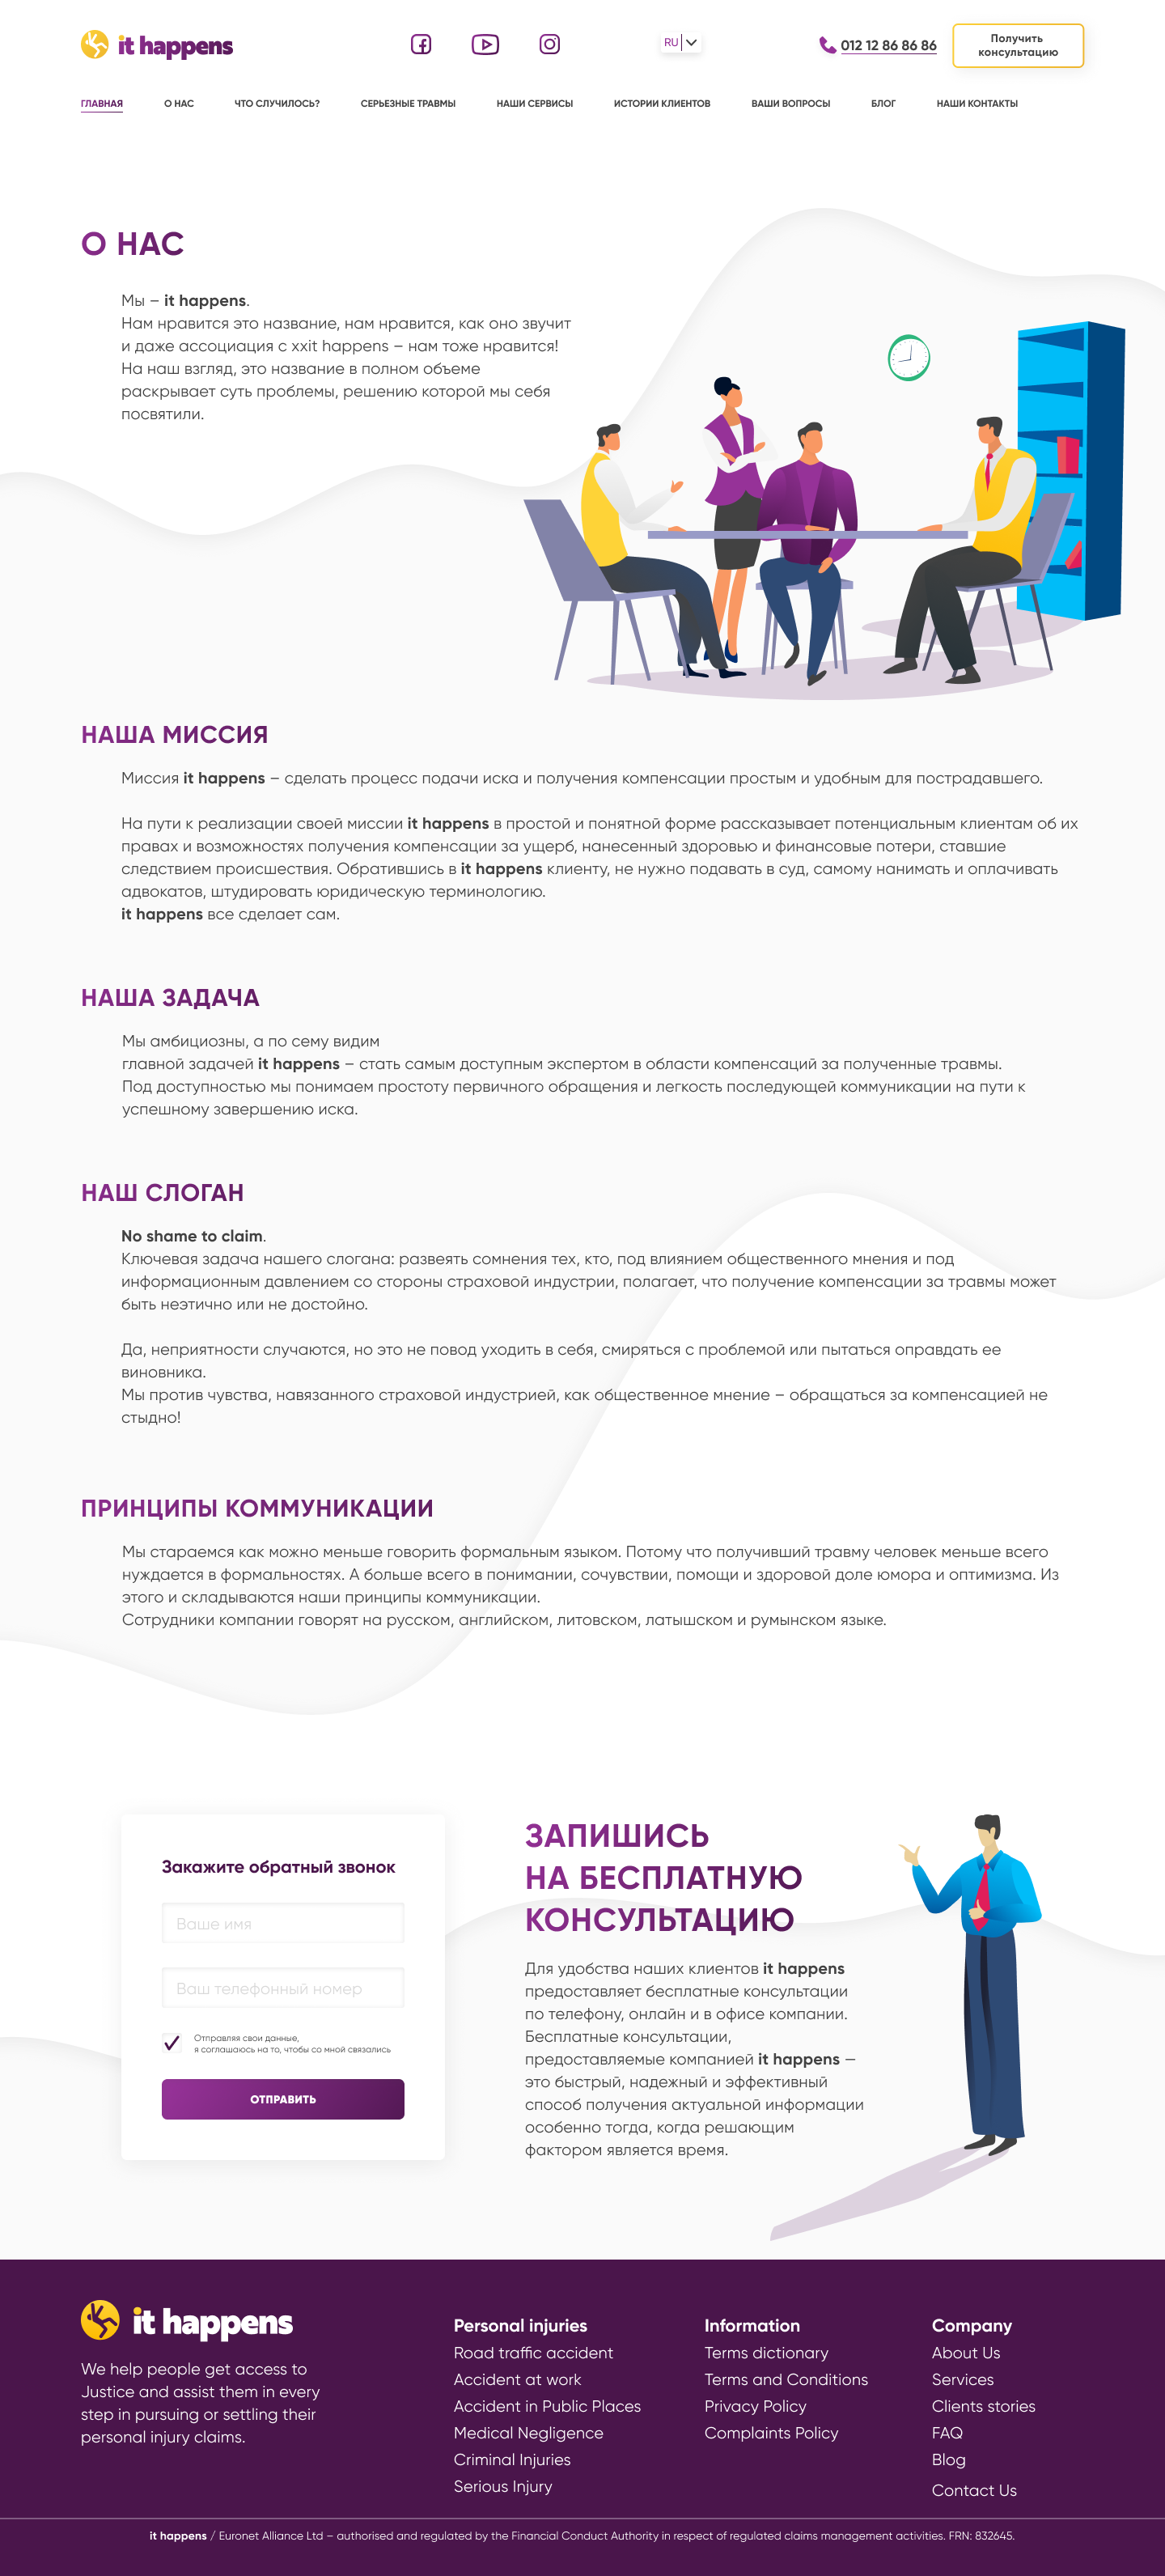 it happens
RU
012 12 86 86 86
Получить
консультацию
ГЛАВНАЯ
О НАС
ЧТО СЛУЧИЛОСЬ?
СЕРЬЕЗНЫЕ ТРАВМЫ
НАШИ СЕРВИСЫ
ИСТОРИИ КЛИЕНТОВ
ВАШИ ВОПРОСЫ
БЛОГ
НАШИ КОНТАКТЫ
О НАС
Мы – it happens.
Нам нравится это название, нам нравится, как оно звучит
и даже ассоциация с xxit happens – нам тоже нравится!
На наш взгляд, это название в полном объеме
раскрывает суть проблемы, решению которой мы себя
посвятили.
НАША МИССИЯ
Миссия it happens – сделать процесс подачи иска и получения компенсации простым и удобным для пострадавшего.
На пути к реализации своей миссии it happens в простой и понятной форме рассказывает потенциальным клиентам об их
правах и возможностях получения компенсации за ущерб, нанесенный здоровью и финансовые потери, ставшие
следствием происшествия. Обратившись в it happens клиенту, не нужно подавать в суд, самому нанимать и оплачивать
адвокатов, штудировать юридическую терминологию.
it happens все сделает сам.
НАША ЗАДАЧА
Мы амбициозны, а по сему видим
главной задачей it happens – стать самым доступным экспертом в области компенсаций за полученные травмы.
Под доступностью мы понимаем простоту первичного обращения и легкость последующей коммуникации на пути к
успешному завершению иска.
НАШ СЛОГАН
No shame to claim.
Ключевая задача нашего слогана: развеять сомнения тех, кто, под влиянием общественного мнения и под
информационным давлением со стороны страховой индустрии, полагает, что получение компенсации за травмы может
быть неэтично или не достойно.
Да, неприятности случаются, но это не повод уходить в себя, смиряться с проблемой или пытаться оправдать ее
виновника.
Мы против чувства, навязанного страховой индустрией, как общественное мнение – обращаться за компенсацией не
стыдно!
ПРИНЦИПЫ КОММУНИКАЦИИ
Мы стараемся как можно меньше говорить формальным языком. Потому что получивший травму человек меньше всего
нуждается в формальностях. А больше всего в понимании, сочувствии, помощи и здоровой доле юмора и оптимизма. Из
этого и складываются наши принципы коммуникации.
Сотрудники компании говорят на русском, английском, литовском, латышском и румынском языке.
Закажите обратный звонок
Ваше имя
Ваш телефонный номер
Отправляя свои данные,
я соглашаюсь на то, чтобы со мной связались
ОТПРАВИТЬ
ЗАПИШИСЬ
НА БЕСПЛАТНУЮ
КОНСУЛЬТАЦИЮ
Для удобства наших клиентов it happens
предоставляет бесплатные консультации
по телефону, онлайн и в офисе компании.
Бесплатные консультации,
предоставляемые компанией it happens —
это быстрый, надежный и эффективный
способ получения актуальной информации
особенно тогда, когда решающим
фактором является время.
it happens
We help people get access to
Justice and assist them in every
step in pursuing or settling their
personal injury claims.
Personal injuries
Road traffic accident
Accident at work
Accident in Public Places
Medical Negligence
Criminal Injuries
Serious Injury
Information
Terms dictionary
Terms and Conditions
Privacy Policy
Complaints Policy
Company
About Us
Services
Clients stories
FAQ
Blog
Contact Us
it happens / Euronet Alliance Ltd – authorised and regulated by the Financial Conduct Authority in respect of regulated claims management activities. FRN: 832645.